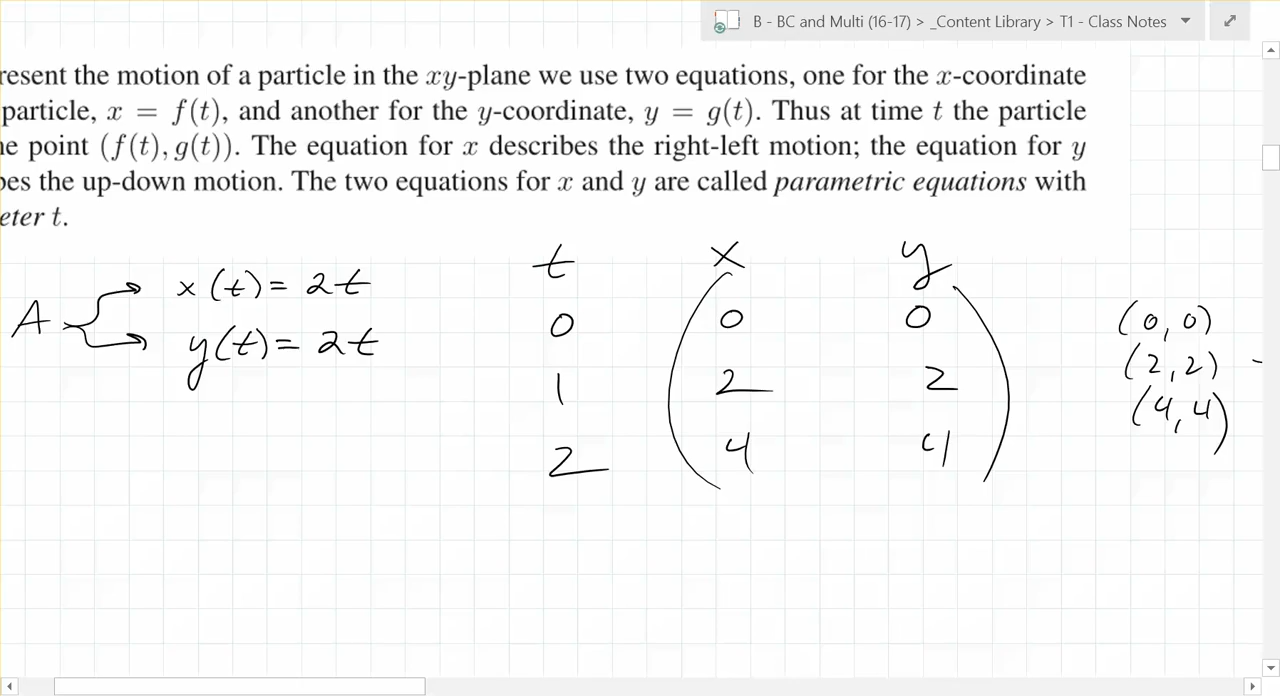 B - BC and Multi (16-17) > _Content Library > T1 - Class Notes
resent the motion of a particle in the xy-plane we use two equations, one for the x-coordinate
particle, x = f(t), and another for the y-coordinate, y = g(t). Thus at time t the particle
e point (f(t), g(t)). The equation for x describes the right-left motion; the equation for y
bes the up-down motion. The two equations for x and y are called parametric equations with
eter t.
t x y
A x(t) = 2t
y(t) = 2t
0 0 0 (0, 0)
1 2 2 (2, 2)
2 4 4 (4, 4)